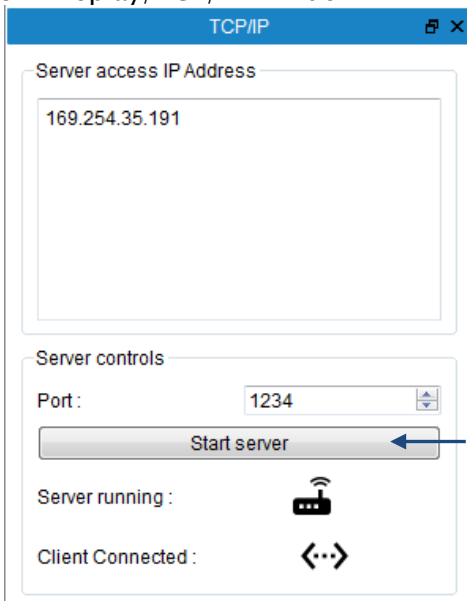 TCP/IP
Server access IP Address
169.254.35.191
Server controls
Port :
1234
Start server
Server running :
Client Connected :